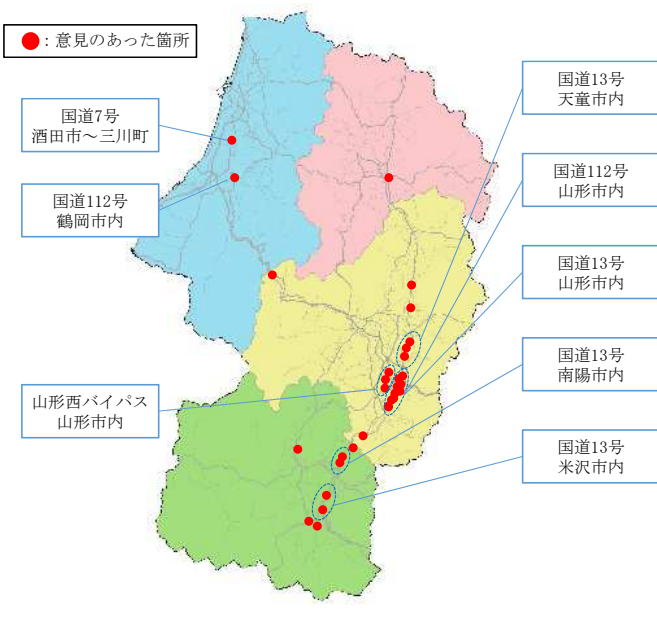 ：意見のあった箇所
国道7号
酒田市～三川町
国道112号
鶴岡市内
山形西バイパス
山形市内
国道13号
天童市内
国道112号
山形市内
国道13号
山形市内
国道13号
南陽市内
国道13号
米沢市内